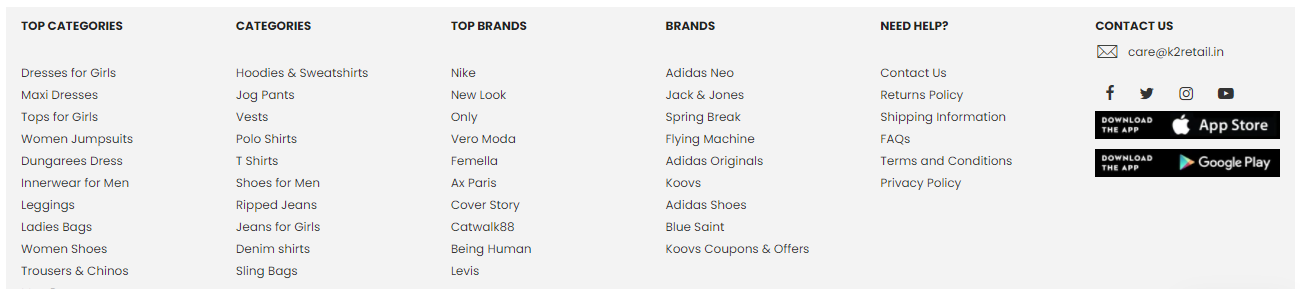 TOP CATEGORIES
Dresses for Girls
Maxi Dresses
Tops for Girls
Women Jumpsuits
Dungarees Dress
Innerwear for Men
Leggings
Ladies Bags
Women Shoes
Trousers & Chinos
CATEGORIES
Hoodies & Sweatshirts
Jog Pants
Vests
Polo Shirts
T Shirts
Shoes for Men
Ripped Jeans
Jeans for Girls
Denim shirts
Sling Bags
TOP BRANDS
Nike
New Look
Only
Vero Moda
Femella
Ax Paris
Cover Story
Catwalk88
Being Human
Levis
BRANDS
Adidas Neo
Jack & Jones
Spring Break
Flying Machine
Adidas Originals
Koovs
Adidas Shoes
Blue Saint
Koovs Coupons & Offers
NEED HELP?
Contact Us
Returns Policy
Shipping Information
FAQs
Terms and Conditions
Privacy Policy
CONTACT US
care@k2retail.in
DOWNLOAD
THE APP
App Store
DOWNLOAD
THE APP
Google Play